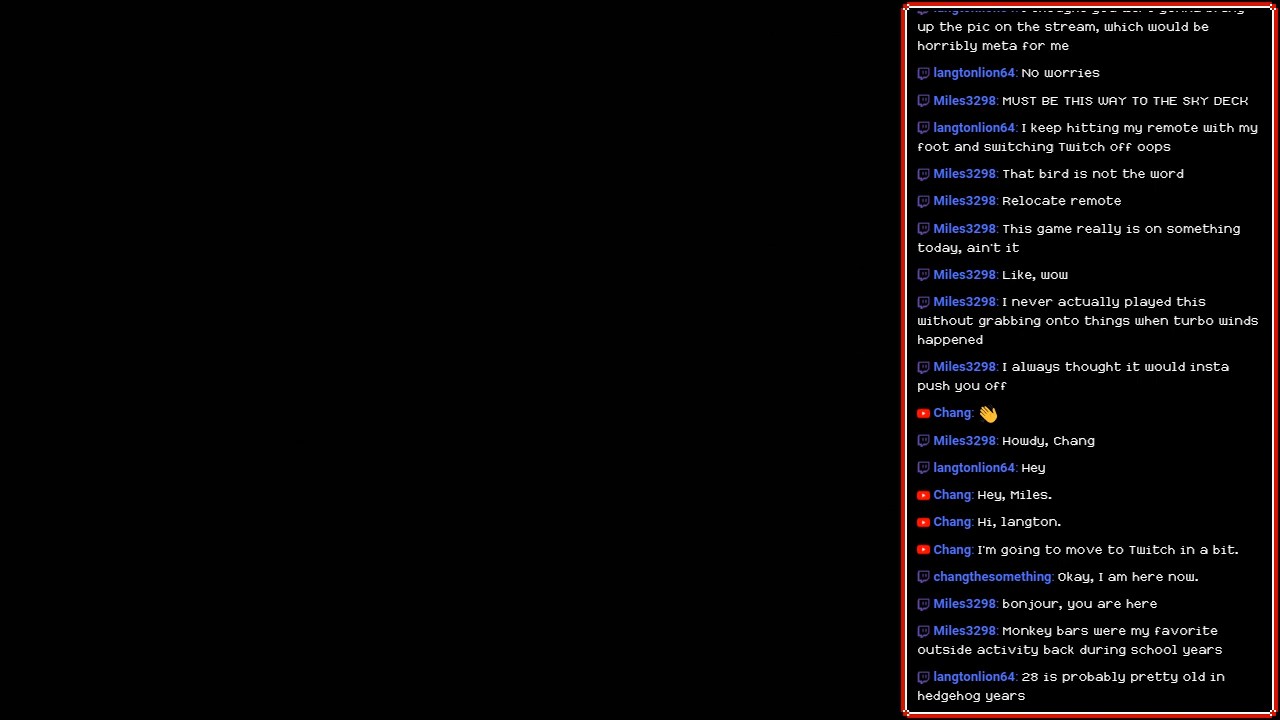 up the pic on the stream, which would be
horribly meta for me
langtonlion64: No worries
Miles3298: MUST BE THIS WAY TO THE SKY DECK
langtonlion64: I keep hitting my remote with my
foot and switching Twitch off oops
Miles3298: That bird is not the word
Miles3298: Relocate remote
Miles3298: This game really is on something
today, ain't it
Miles3298: Like, wow
Miles3298: I never actually played this
without grabbing onto things when turbo winds
happened
Miles3298: I always thought it would insta
push you off
Chang: 👋
Miles3298: Howdy, Chang
langtonlion64: Hey
Chang: Hey, Miles.
Chang: Hi, langton.
Chang: I'm going to move to Twitch in a bit.
changthesomething: Okay, I am here now.
Miles3298: bonjour, you are here
Miles3298: Monkey bars were my favorite
outside activity back during school years
langtonlion64: 28 is probably pretty old in
hedgehog years